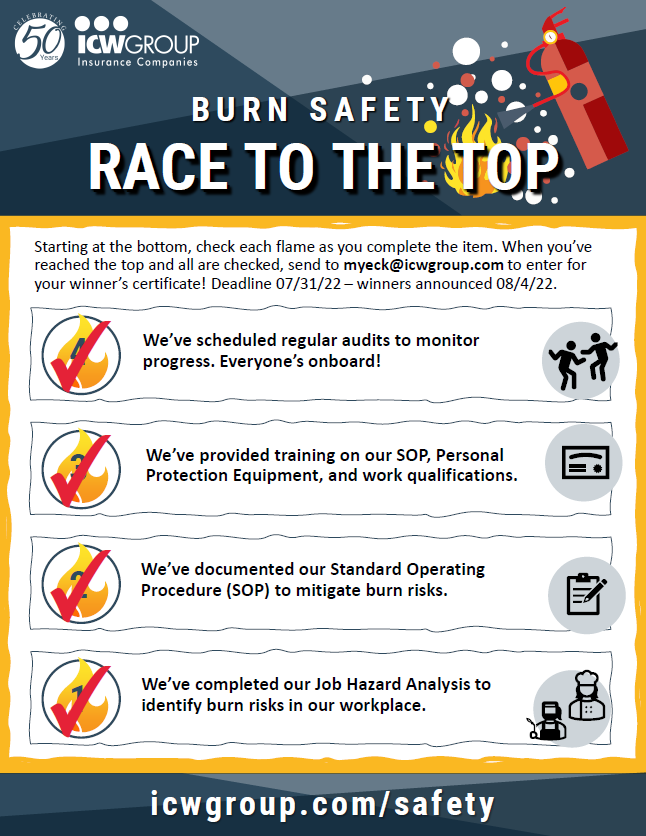 CELEBRATING
50
Years
ICWGROUP
Insurance Companies
BURN SAFETY
RACE TO THE TOP
Starting at the bottom, check each flame as you complete the item. When you’ve
reached the top and all are checked, send to myeck@icwgroup.com to enter for
your winner’s certificate! Deadline 07/31/22 – winners announced 08/4/22.
4
We’ve scheduled regular audits to monitor
progress. Everyone’s onboard!
3
We’ve provided training on our SOP, Personal
Protection Equipment, and work qualifications.
2
We’ve documented our Standard Operating
Procedure (SOP) to mitigate burn risks.
1
We’ve completed our Job Hazard Analysis to
identify burn risks in our workplace.
icwgroup.com/safety